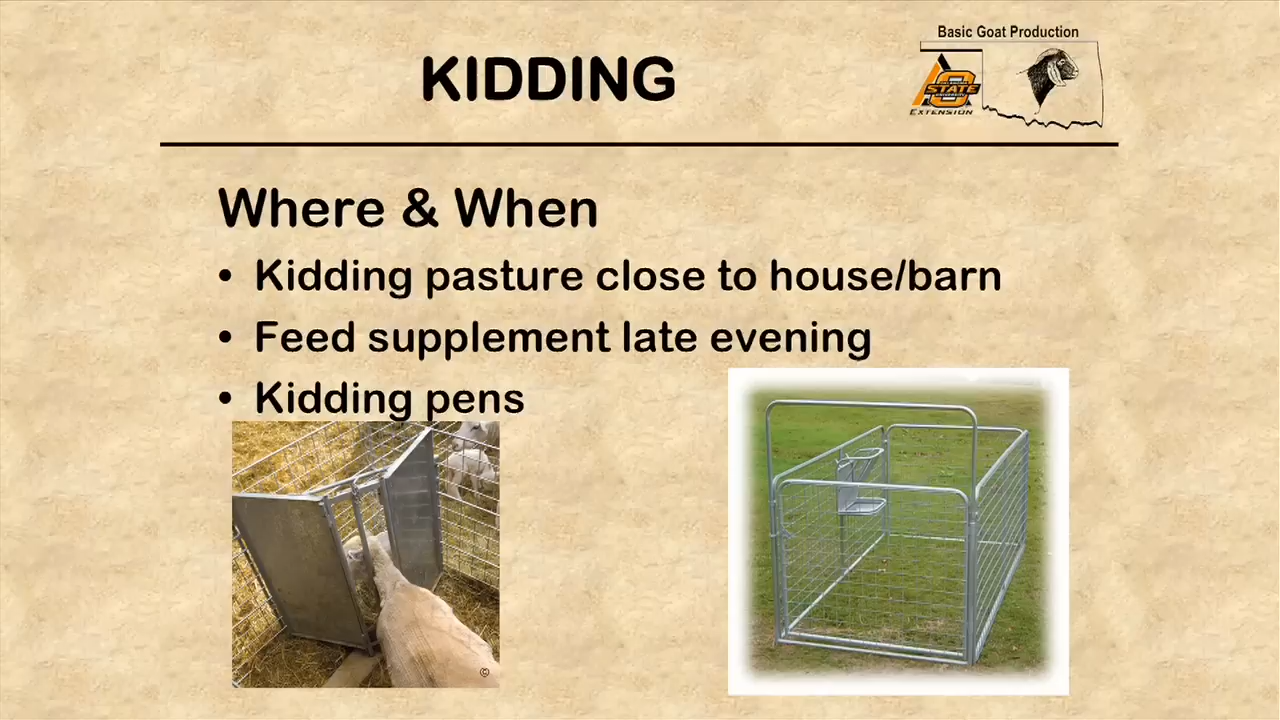 Basic Goat Production
KIDDING
STATE
EXTENSION
Where & When
• Kidding pasture close to house/barn
• Feed supplement late evening
• Kidding pens
©